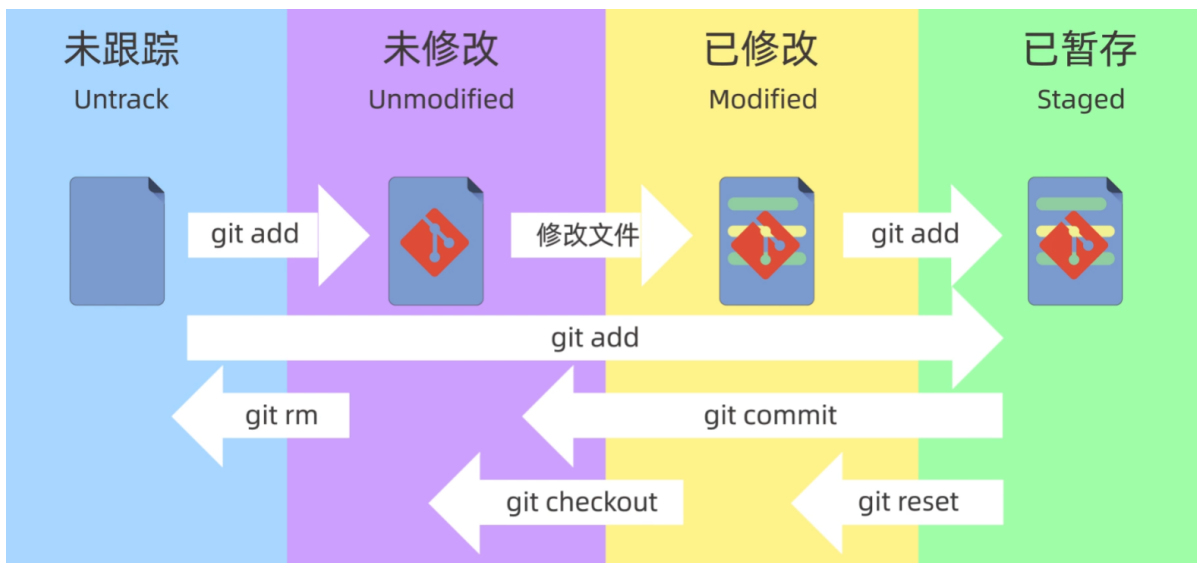 未跟踪
Untrack
未修改
Unmodified
已修改
Modified
已暂存
Staged
git add
修改文件
git add
git add
git rm
git commit
git checkout
git reset